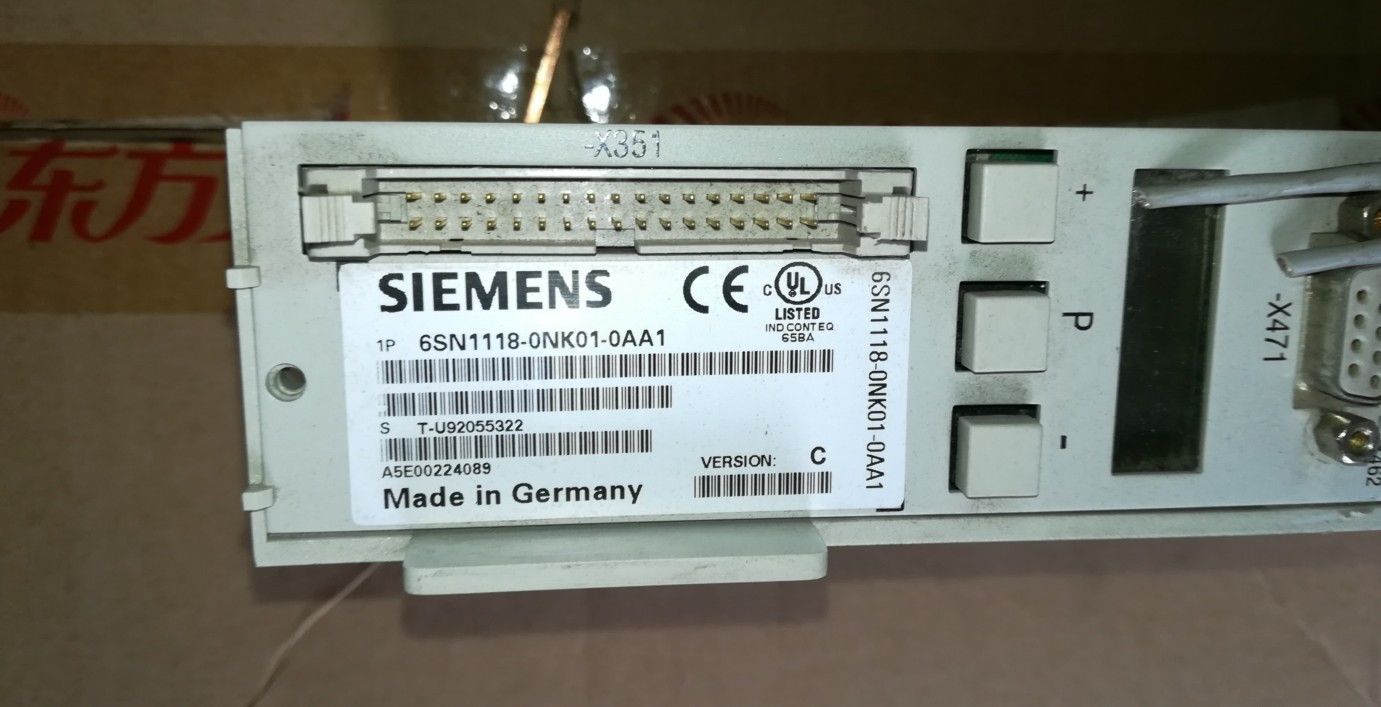 东方
-X351
SIEMENS
CE
C UL US
LISTED
IND CONT EQ
65BA
1P 6SN1118-0NK01-0AA1
S T-U92055322
A5E00224089
VERSION: C
Made in Germany
6SN1118-0NK01-0AA1
+
P
-
-X471
462